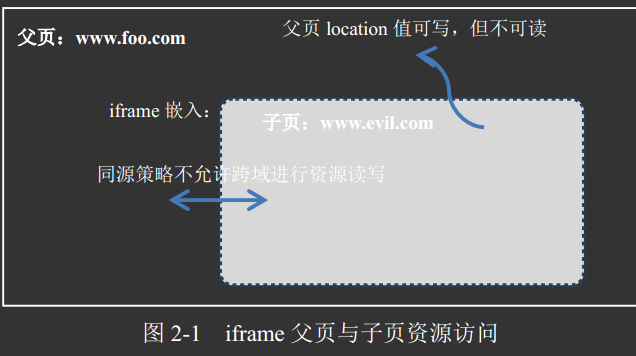 父页：www.foo.com
父页 location 值可写，但不可读
iframe 嵌入：
子页：www.evil.com
同源策略不允许跨域进行资源读写
图 2-1 iframe 父页与子页资源访问